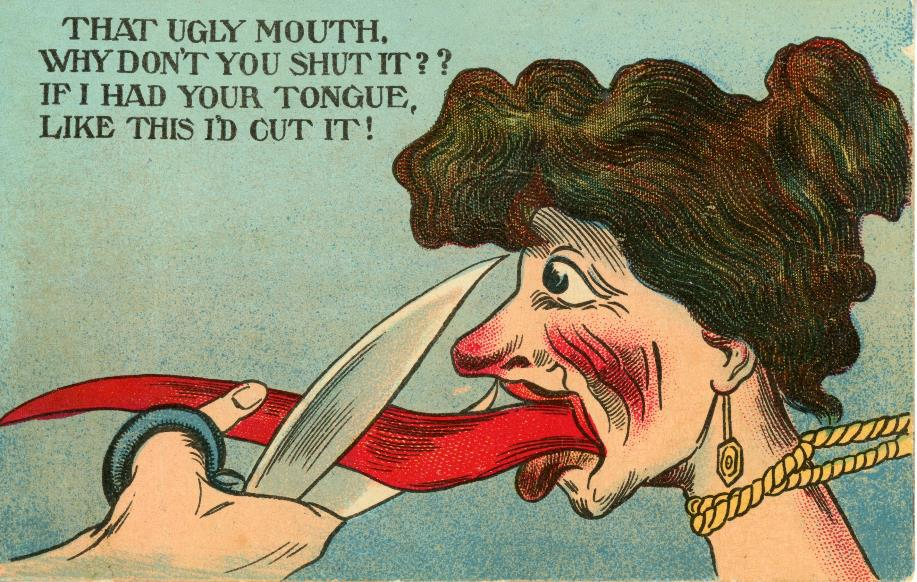 THAT UGLY MOUTH,
WHY DON'T YOU SHUT IT??
IF I HAD YOUR TONGUE,
LIKE THIS I'D CUT IT!